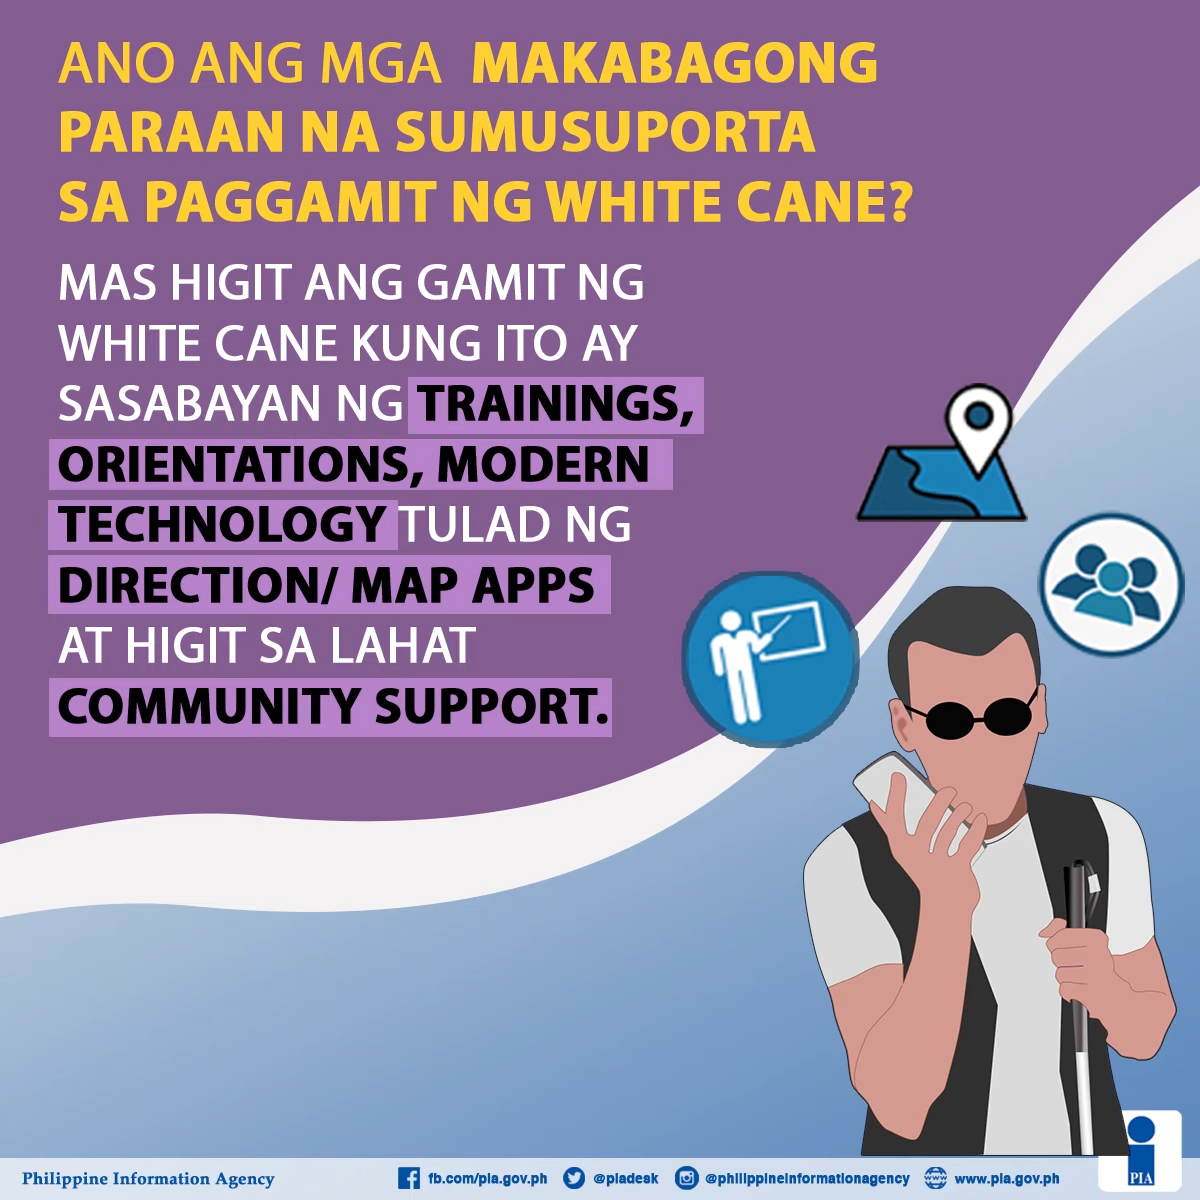 ANO ANG MGA MAKABAGONG
PARAAN NA SUMUSUPORTA
SA PAGGAMIT NG WHITE CANE?
MAS HIGIT ANG GAMIT NG
WHITE CANE KUNG ITO AY
SASABAYAN NG TRAININGS,
ORIENTATIONS, MODERN
TECHNOLOGY TULAD NG
DIRECTION/ MAP APPS
AT HIGIT SA LAHAT
COMMUNITY SUPPORT.
Philippine Information Agency
fb.com/pia.gov.ph
@piadesk
@philippineinformationagency
www.pia.gov.ph
i
PIA